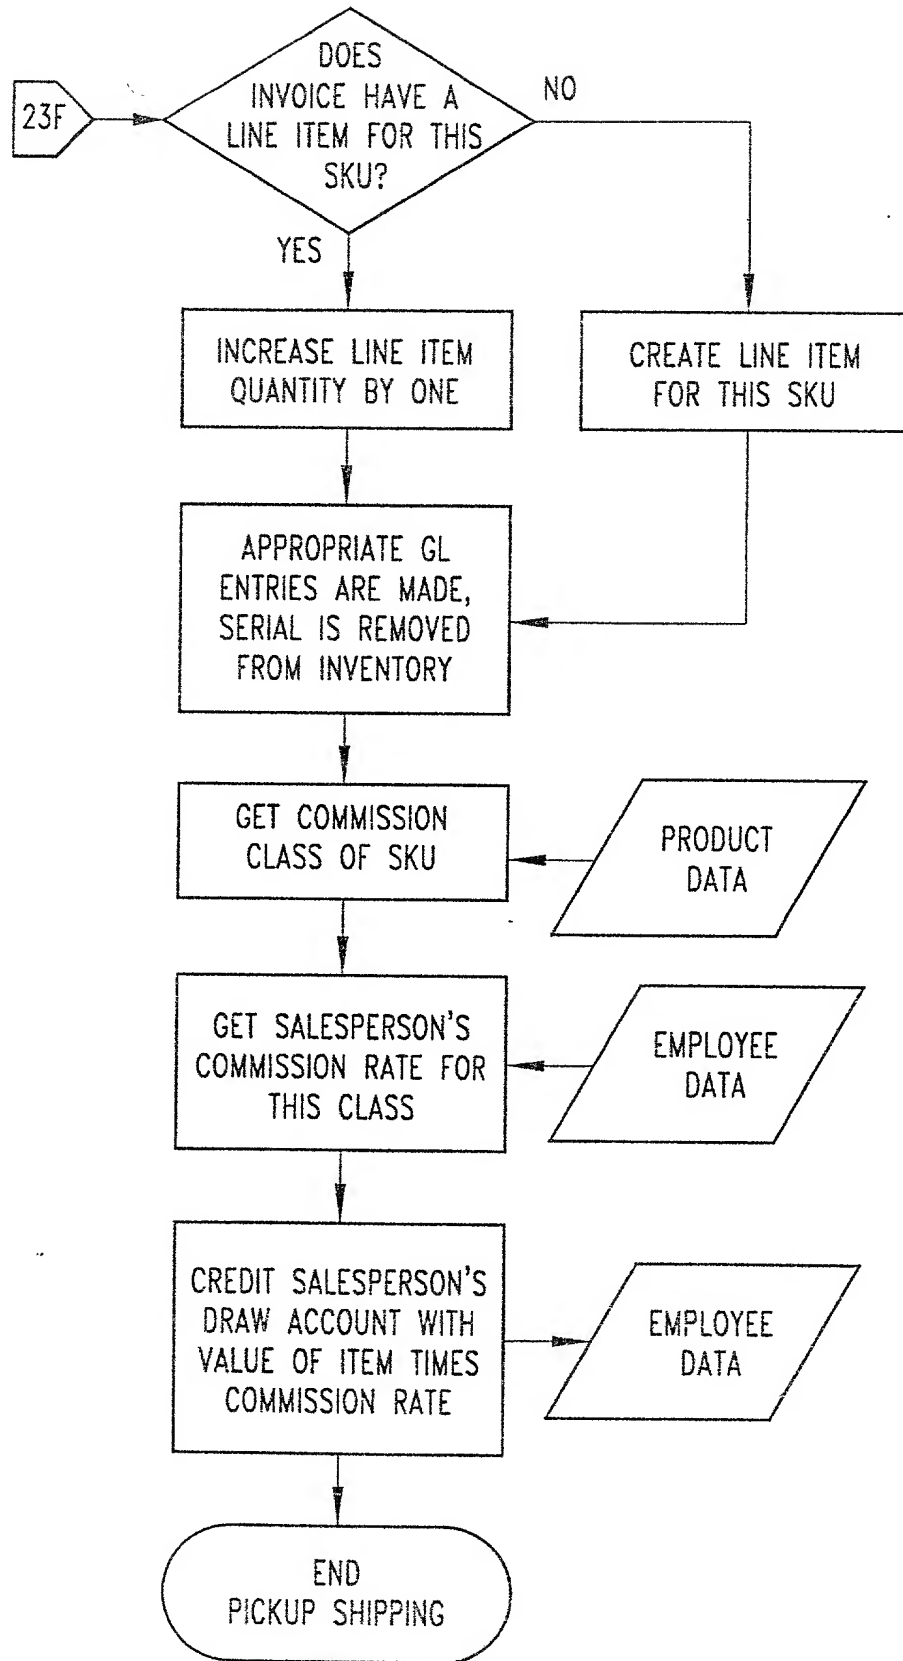 23F
DOES
INVOICE HAVE A
LINE ITEM FOR THIS
SKU?
NO
YES
INCREASE LINE ITEM
QUANTITY BY ONE
CREATE LINE ITEM
FOR THIS SKU
APPROPRIATE GL
ENTRIES ARE MADE,
SERIAL IS REMOVED
FROM INVENTORY
GET COMMISSION
CLASS OF SKU
PRODUCT
DATA
GET SALESPERSON'S
COMMISSION RATE FOR
THIS CLASS
EMPLOYEE
DATA
CREDIT SALESPERSON'S
DRAW ACCOUNT WITH
VALUE OF ITEM TIMES
COMMISSION RATE
EMPLOYEE
DATA
END
PICKUP SHIPPING